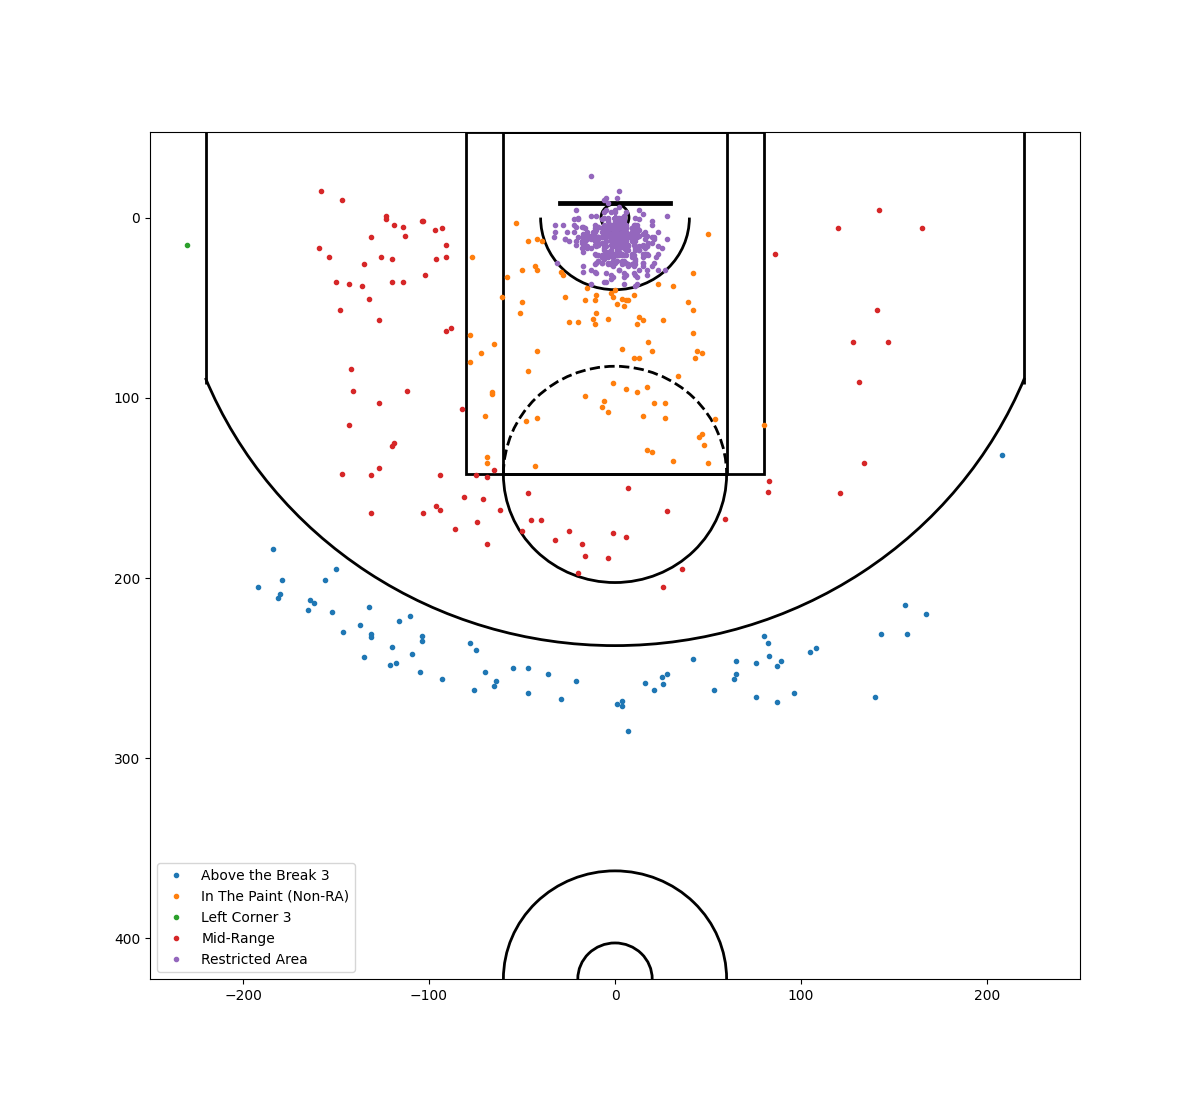 0
100
200
300
400
−200
−100
0
100
200
Above the Break 3
In The Paint (Non-RA)
Left Corner 3
Mid-Range
Restricted Area